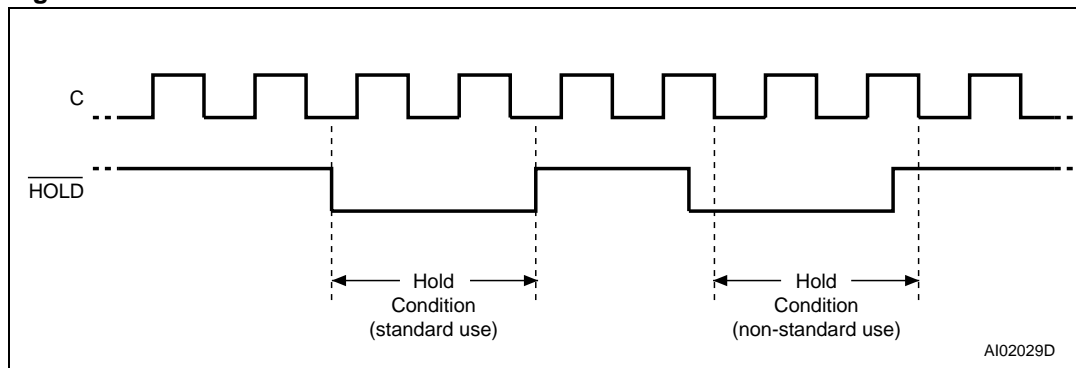 C
HOLD
Hold
Condition
(standard use)
Hold
Condition
(non-standard use)
AI02029D